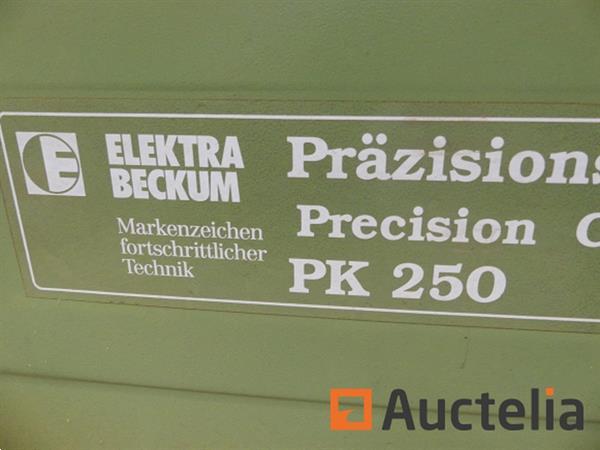 E
ELEKTRA
BECKUM
Markenzeichen
fortschrittlicher
Technik
Präzisions
Precision
PK 250
Auctelia